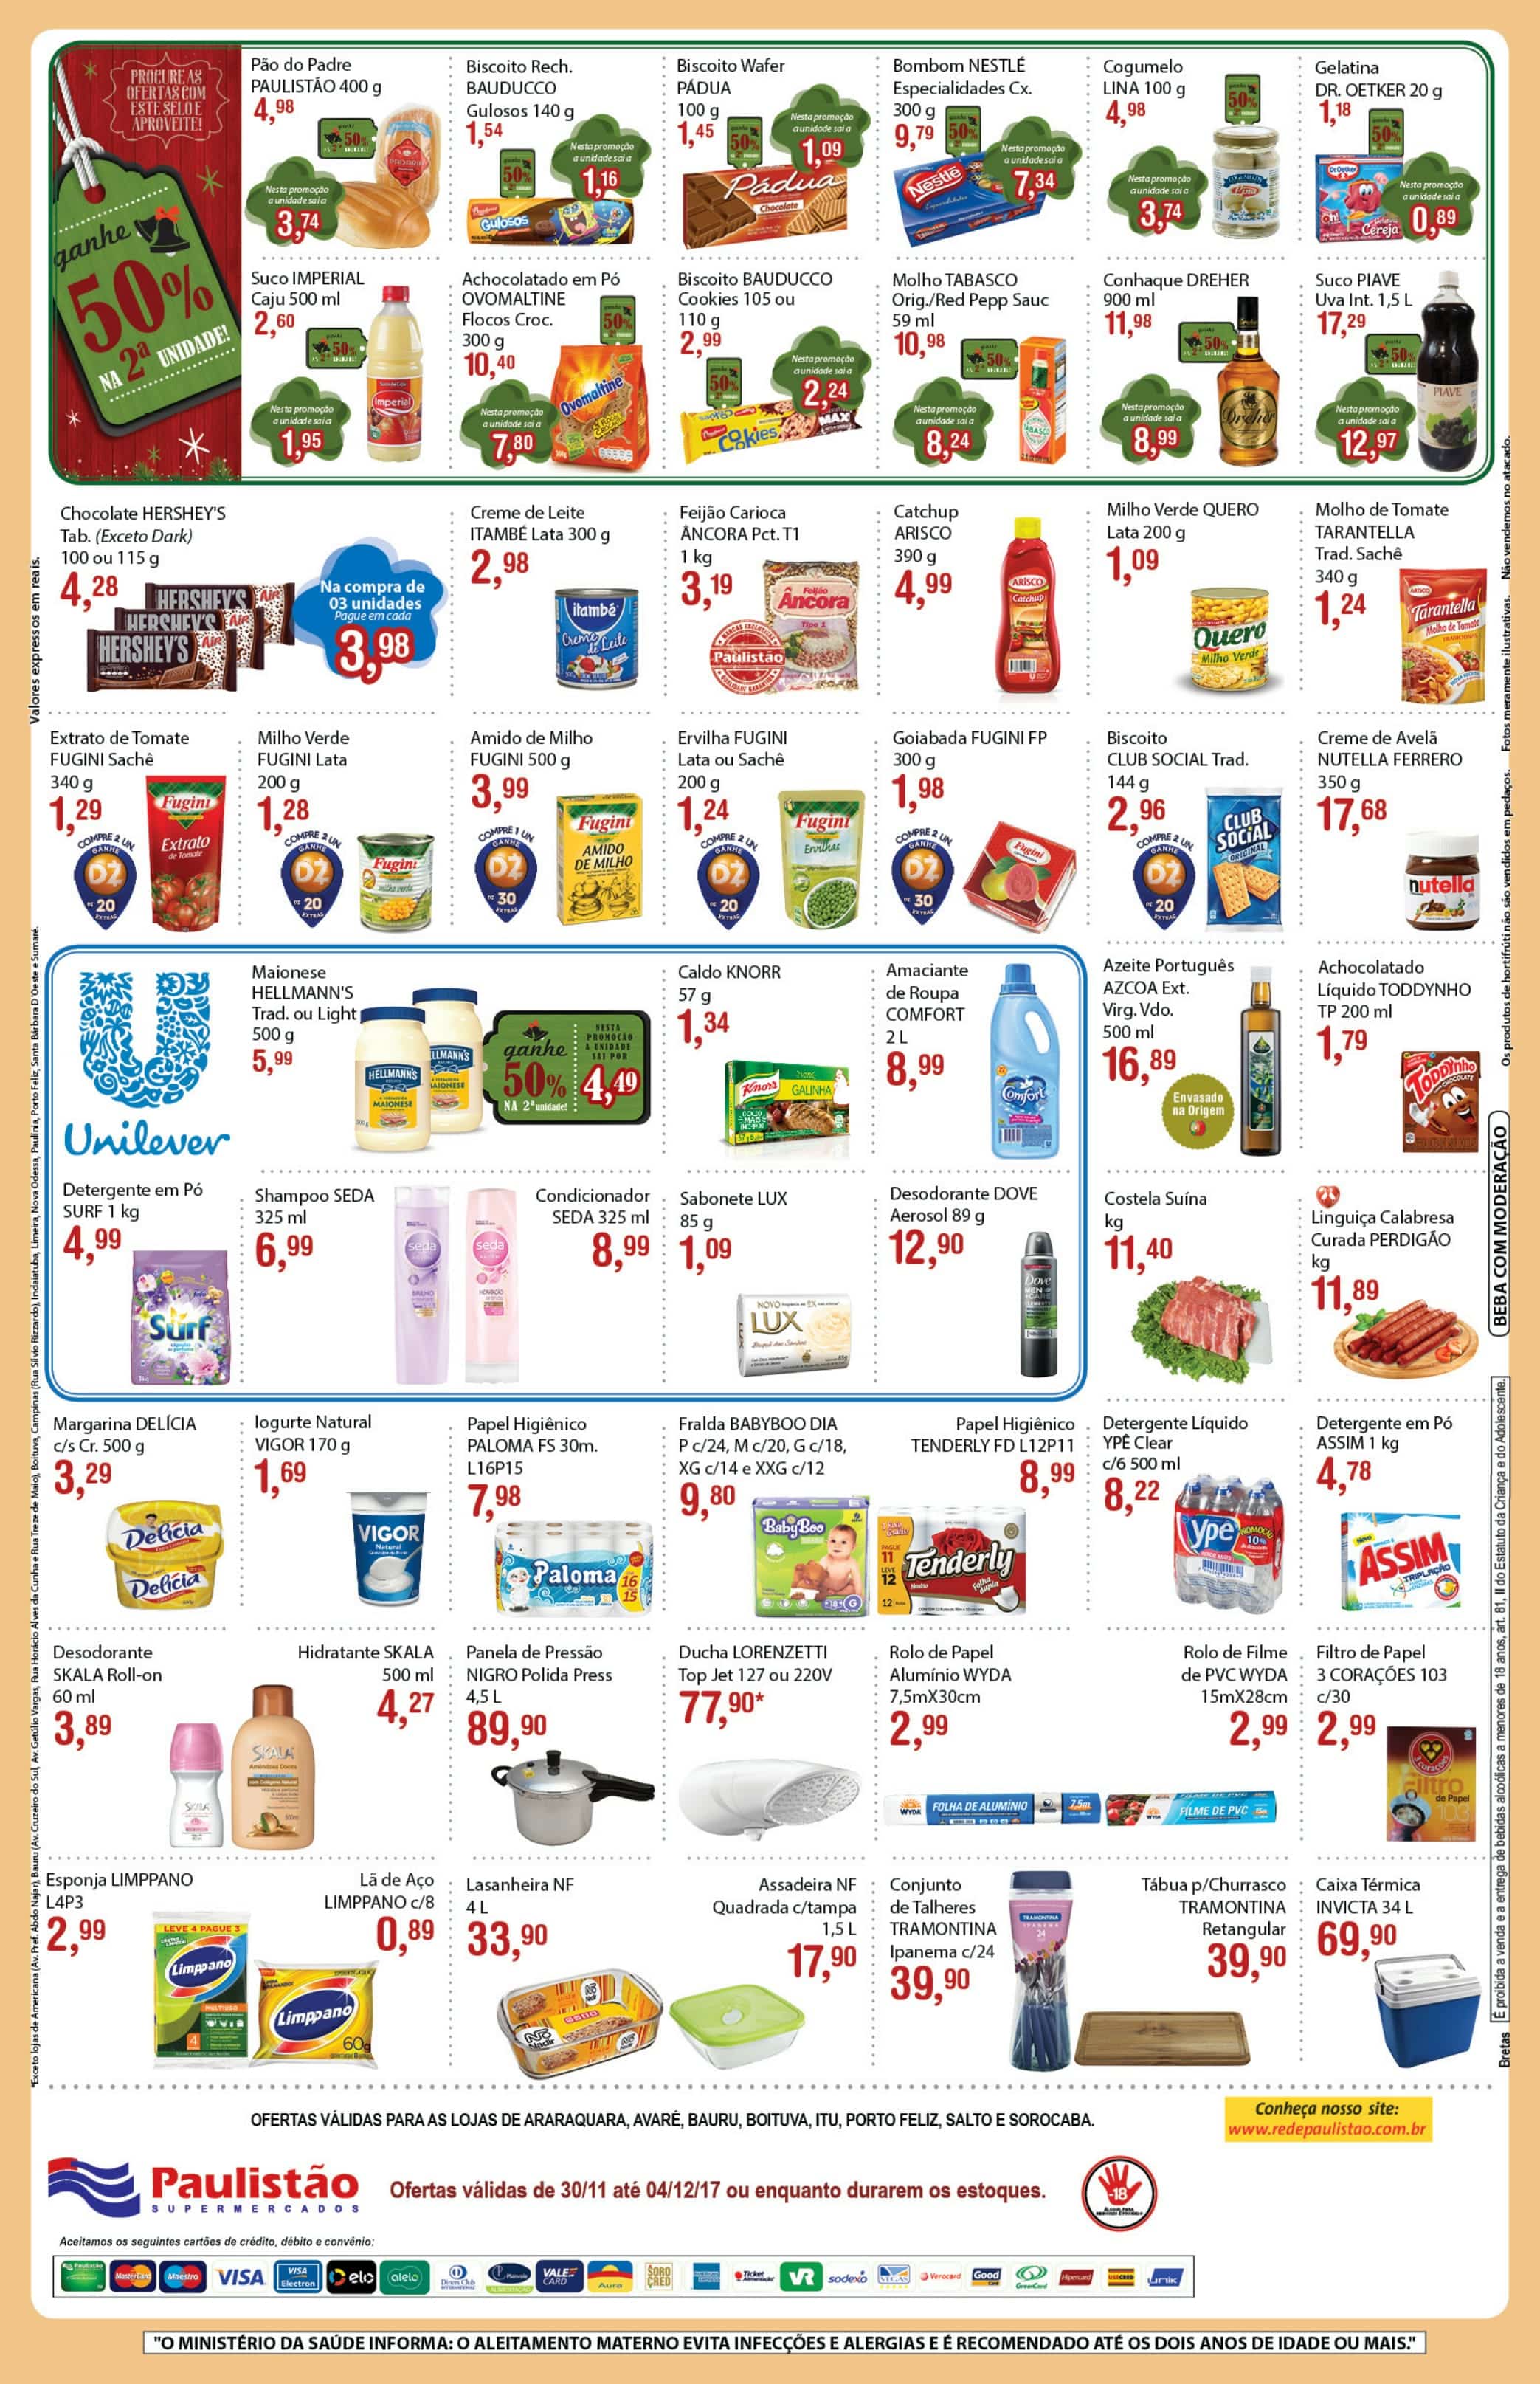 PROCURE AS
OFERTAS COM
ESTE SELO E
APROVEITE!
ganhe
50%
NA 2ª UNIDADE!
Pão do Padre
PAULISTÃO 400 g
4,98
Nesta promoção
a unidade sai a
3,74
Biscoito Rech.
BAUDUCCO
Gulosos 140 g
1,54
Nesta promoção
a unidade sai a
1,16
Biscoito Wafer
PÁDUA
100 g
1,45
Nesta promoção
a unidade sai a
1,09
Bombom NESTLÉ
Especialidades Cx.
300 g
9,79
Nesta promoção
a unidade sai a
7,34
Cogumelo
LINA 100 g
4,98
Nesta promoção
a unidade sai a
3,74
Gelatina
DR. OETKER 20 g
1,18
Nesta promoção
a unidade sai a
0,89
Suco IMPERIAL
Caju 500 ml
2,60
Nesta promoção
a unidade sai a
1,95
Achocolatado em Pó
OVOMALTINE
Flocos Croc.
300 g
10,40
Nesta promoção
a unidade sai a
7,80
Biscoito BAUDUCCO
Cookies 105 ou
110 g
2,99
Nesta promoção
a unidade sai a
2,24
Molho TABASCO
Orig./Red Pepp Sauc
59 ml
10,98
Nesta promoção
a unidade sai a
8,24
Conhaque DREHER
900 ml
11,98
Nesta promoção
a unidade sai a
8,99
Suco PIAVE
Uva Int. 1,5 L
17,29
Nesta promoção
a unidade sai a
12,97
Chocolate HERSHEY'S
Tab. (Exceto Dark)
100 ou 115 g
4,28
Na compra de
03 unidades
Pague em cada
3,98
Creme de Leite
ITAMBÉ Lata 300 g
2,98
Feijão Carioca
ÂNCORA Pct. T1
1 kg
3,19
Paulistão
Catchup
ARISCO
390 g
4,99
Milho Verde QUERO
Lata 200 g
1,09
Molho de Tomate
TARANTELLA
Trad. Sachê
340 g
1,24
Extrato de Tomate
FUGINI Sachê
340 g
1,29
COMPRE 2 UN.
GANHE
DZ
DZ 20
EXTRAS
Milho Verde
FUGINI Lata
200 g
1,28
COMPRE 2 UN.
GANHE
DZ
DZ 20
EXTRAS
Amido de Milho
FUGINI 500 g
3,99
COMPRE 1 UN.
GANHE
DZ
DZ 30
EXTRAS
Ervilha FUGINI
Lata ou Sachê
200 g
1,24
COMPRE 2 UN.
GANHE
DZ
DZ 20
EXTRAS
Goiabada FUGINI FP
300 g
1,98
COMPRE 2 UN.
GANHE
DZ
DZ 30
EXTRAS
Biscoito
CLUB SOCIAL Trad.
144 g
2,96
COMPRE 2 UN.
GANHE
DZ
DZ 20
EXTRAS
Creme de Avelã
NUTELLA FERRERO
350 g
17,68
Unilever
Maionese
HELLMANN'S
Trad. ou Light
500 g
5,99
ganhe
50%
NA 2ª unidade!
NESTA
PROMOÇÃO
A UNIDADE
SAI POR
4,49
Caldo KNORR
57 g
1,34
Amaciante
de Roupa
COMFORT
2 L
8,99
Azeite Português
AZCOA Ext.
Virg. Vdo.
500 ml
16,89
Envasado
na Origem
Achocolatado
Líquido TODDYNHO
TP 200 ml
1,79
Detergente em Pó
SURF 1 kg
4,99
Shampoo SEDA
325 ml
6,99
Condicionador
SEDA 325 ml
8,99
Sabonete LUX
85 g
1,09
Desodorante DOVE
Aerosol 89 g
12,90
Costela Suína
kg
11,40
Linguiça Calabresa
Curada PERDIGÃO
kg
11,89
Margarina DELÍCIA
c/s Cr. 500 g
3,29
Iogurte Natural
VIGOR 170 g
1,69
Papel Higiênico
PALOMA FS 30m.
L16P15
7,98
Fralda BABYBOO DIA
P c/24, M c/20, G c/18,
XG c/14 e XXG c/12
9,80
Papel Higiênico
TENDERLY FD L12P11
8,99
Detergente Líquido
YPÊ Clear
c/6 500 ml
8,22
Detergente em Pó
ASSIM 1 kg
4,78
Desodorante
SKALA Roll-on
60 ml
3,89
Hidratante SKALA
500 ml
4,27
Panela de Pressão
NIGRO Polida Press
4,5 L
89,90
Ducha LORENZETTI
Top Jet 127 ou 220V
77,90*
Rolo de Papel
Alumínio WYDA
7,5mX30cm
2,99
Rolo de Filme
de PVC WYDA
15mX28cm
2,99
Filtro de Papel
3 CORAÇÕES 103
c/30
2,99
Esponja LIMPPANO
L4P3
2,99
Lã de Aço
LIMPPANO c/8
0,89
Lasanheira NF
4 L
33,90
Assadeira NF
Quadrada c/tampa
1,5 L
17,90
Conjunto
de Talheres
TRAMONTINA
Ipanema c/24
39,90
Tábua p/Churrasco
TRAMONTINA
Retangular
39,90
Caixa Térmica
INVICTA 34 L
69,90
Valores expressos em reais.
*Exceto lojas de Americana (Av. Pref. Abdo Najar), Bauru (Av. Cruzeiro do Sul, Av. Getúlio Vargas, Rua Horácio Alves da Cunha e Rua Treze de Maio), Boituva, Campinas (Rua Sílvio Rizzardo), Indaiatuba, Limeira, Nova Odessa, Paulínia, Porto Feliz, Santa Bárbara D'Oeste e Sumaré.
Os produtos de hortifrúti não são vendidos em pedaços. Fotos meramente ilustrativas. Não vendemos no atacado.
BEBA COM MODERAÇÃO
É proibida a venda e a entrega de bebidas alcoólicas a menores de 18 anos, art. 81, II do Estatuto da Criança e do Adolescente.
Bretas
OFERTAS VÁLIDAS PARA AS LOJAS DE ARARAQUARA, AVARÉ, BAURU, BOITUVA, ITU, PORTO FELIZ, SALTO E SOROCABA.
Conheça nosso site:
www.redepaulistao.com.br
Paulistão
SUPERMERCADOS
Ofertas válidas de 30/11 até 04/12/17 ou enquanto durarem os estoques.
-18
Aceitamos os seguintes cartões de crédito, débito e convênio:
MasterCard
Maestro
VISA
VISA
Electron
elo
alelo
Diners Club
VALE
CARD
Aura
SORO
CRED
Ticket
VR
sodexo
VEGAS
Verocard
Good
Card
GreenCard
Hipercard
"O MINISTÉRIO DA SAÚDE INFORMA: O ALEITAMENTO MATERNO EVITA INFECÇÕES E ALERGIAS E É RECOMENDADO ATÉ OS DOIS ANOS DE IDADE OU MAIS."